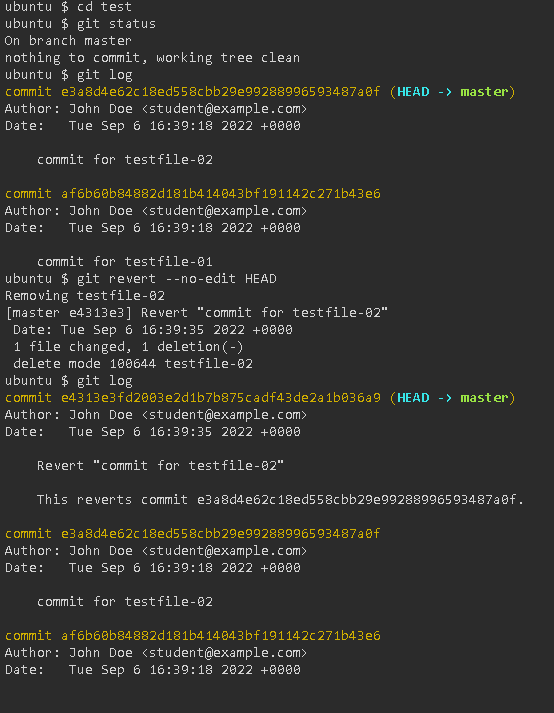 ubuntu $ cd test
ubuntu $ git status
On branch master
nothing to commit, working tree clean
ubuntu $ git log
commit e3a8d4e62c18ed558cbb29e99288996593487a0f (HEAD -> master)
Author: John Doe <student@example.com>
Date:   Tue Sep 6 16:39:18 2022 +0000

    commit for testfile-02

commit af6b60b84882d181b414043bf191142c271b43e6
Author: John Doe <student@example.com>
Date:   Tue Sep 6 16:39:18 2022 +0000

    commit for testfile-01
ubuntu $ git revert --no-edit HEAD
Removing testfile-02
[master e4313e3] Revert "commit for testfile-02"
 Date: Tue Sep 6 16:39:35 2022 +0000
 1 file changed, 1 deletion(-)
 delete mode 100644 testfile-02
ubuntu $ git log
commit e4313e3fd2003e2d1b7b875cadf43de2a1b036a9 (HEAD -> master)
Author: John Doe <student@example.com>
Date:   Tue Sep 6 16:39:35 2022 +0000

    Revert "commit for testfile-02"

    This reverts commit e3a8d4e62c18ed558cbb29e99288996593487a0f.

commit e3a8d4e62c18ed558cbb29e99288996593487a0f
Author: John Doe <student@example.com>
Date:   Tue Sep 6 16:39:18 2022 +0000

    commit for testfile-02

commit af6b60b84882d181b414043bf191142c271b43e6
Author: John Doe <student@example.com>
Date:   Tue Sep 6 16:39:18 2022 +0000